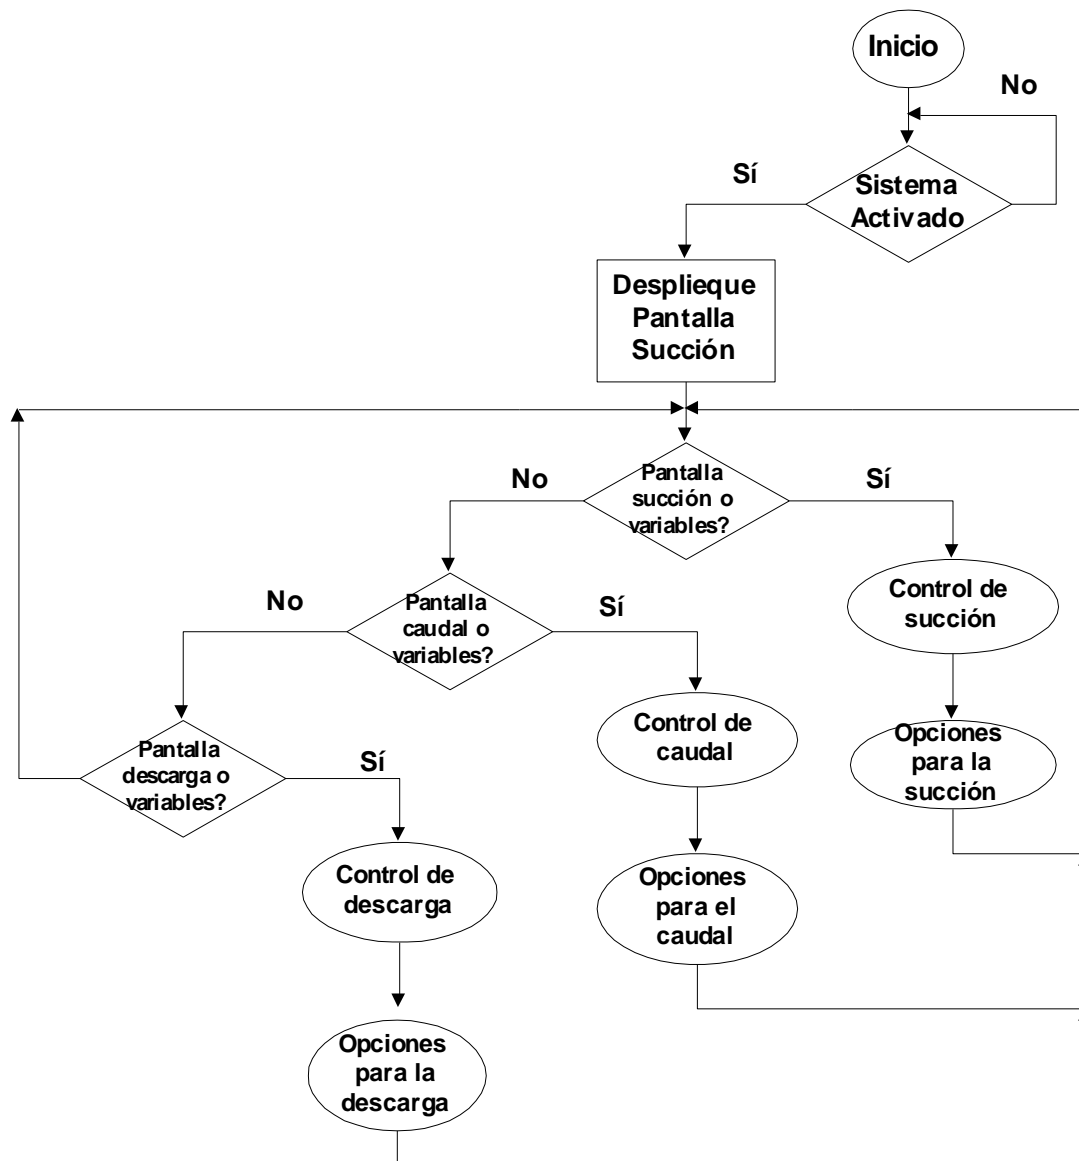 Inicio
No
Sí
Sistema
Activado
Desplieque
Pantalla
Succión
No
Pantalla
succión o
variables?
Sí
No
Pantalla
caudal o
variables?
Sí
Control de
succión
Pantalla
descarga o
variables?
Sí
Control de
caudal
Opciones
para la
succión
Control de
descarga
Opciones
para el
caudal
Opciones
para la
descarga